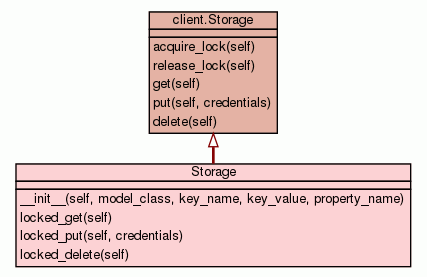 client.Storage
acquire_lock(self)
release_lock(self)
get(self)
put(self, credentials)
delete(self)
Storage
__init__(self, model_class, key_name, key_value, property_name)
locked_get(self)
locked_put(self, credentials)
locked_delete(self)